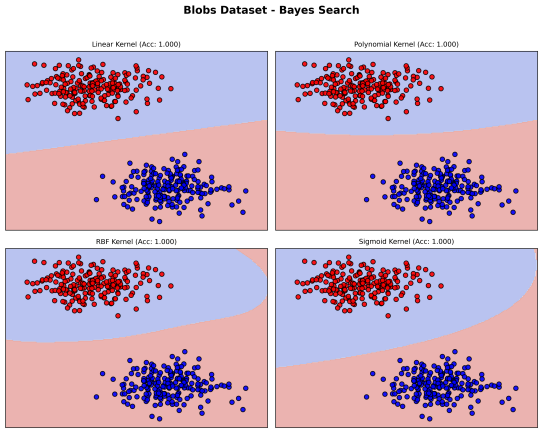 Blobs Dataset - Bayes Search
Linear Kernel (Acc: 1.000)
Polynomial Kernel (Acc: 1.000)
RBF Kernel (Acc: 1.000)
Sigmoid Kernel (Acc: 1.000)